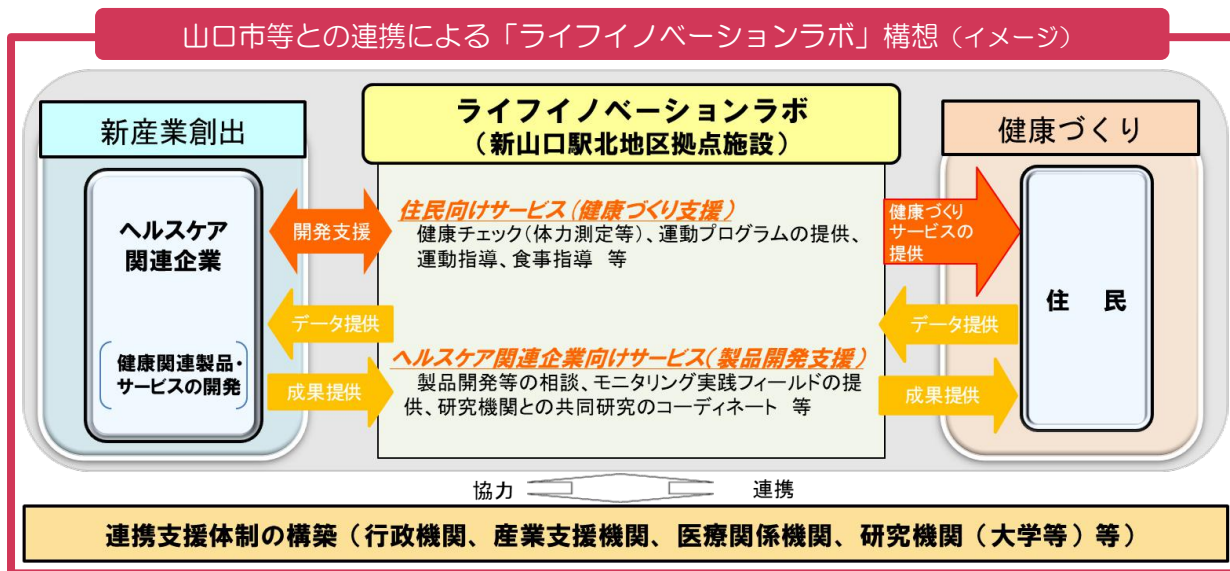 山口市等との連携による「ライフイノベーションラボ」構想（イメージ）
新産業創出
ヘルスケア
関連企業
健康関連製品・
サービスの開発
開発支援
データ提供
成果提供
ライフイノベーションラボ
（新山口駅北地区拠点施設）
住民向けサービス（健康づくり支援）
健康チェック（体力測定等）、運動プログラムの提供、
運動指導、食事指導 等
ヘルスケア関連企業向けサービス（製品開発支援）
製品開発等の相談、モニタリング実践フィールドの提
供、研究機関との共同研究のコーディネート 等
健康づくり
健康づくり
サービスの
提供
データ提供
成果提供
住 民
協力
連携
連携支援体制の構築（行政機関、産業支援機関、医療関係機関、研究機関（大学等）等）